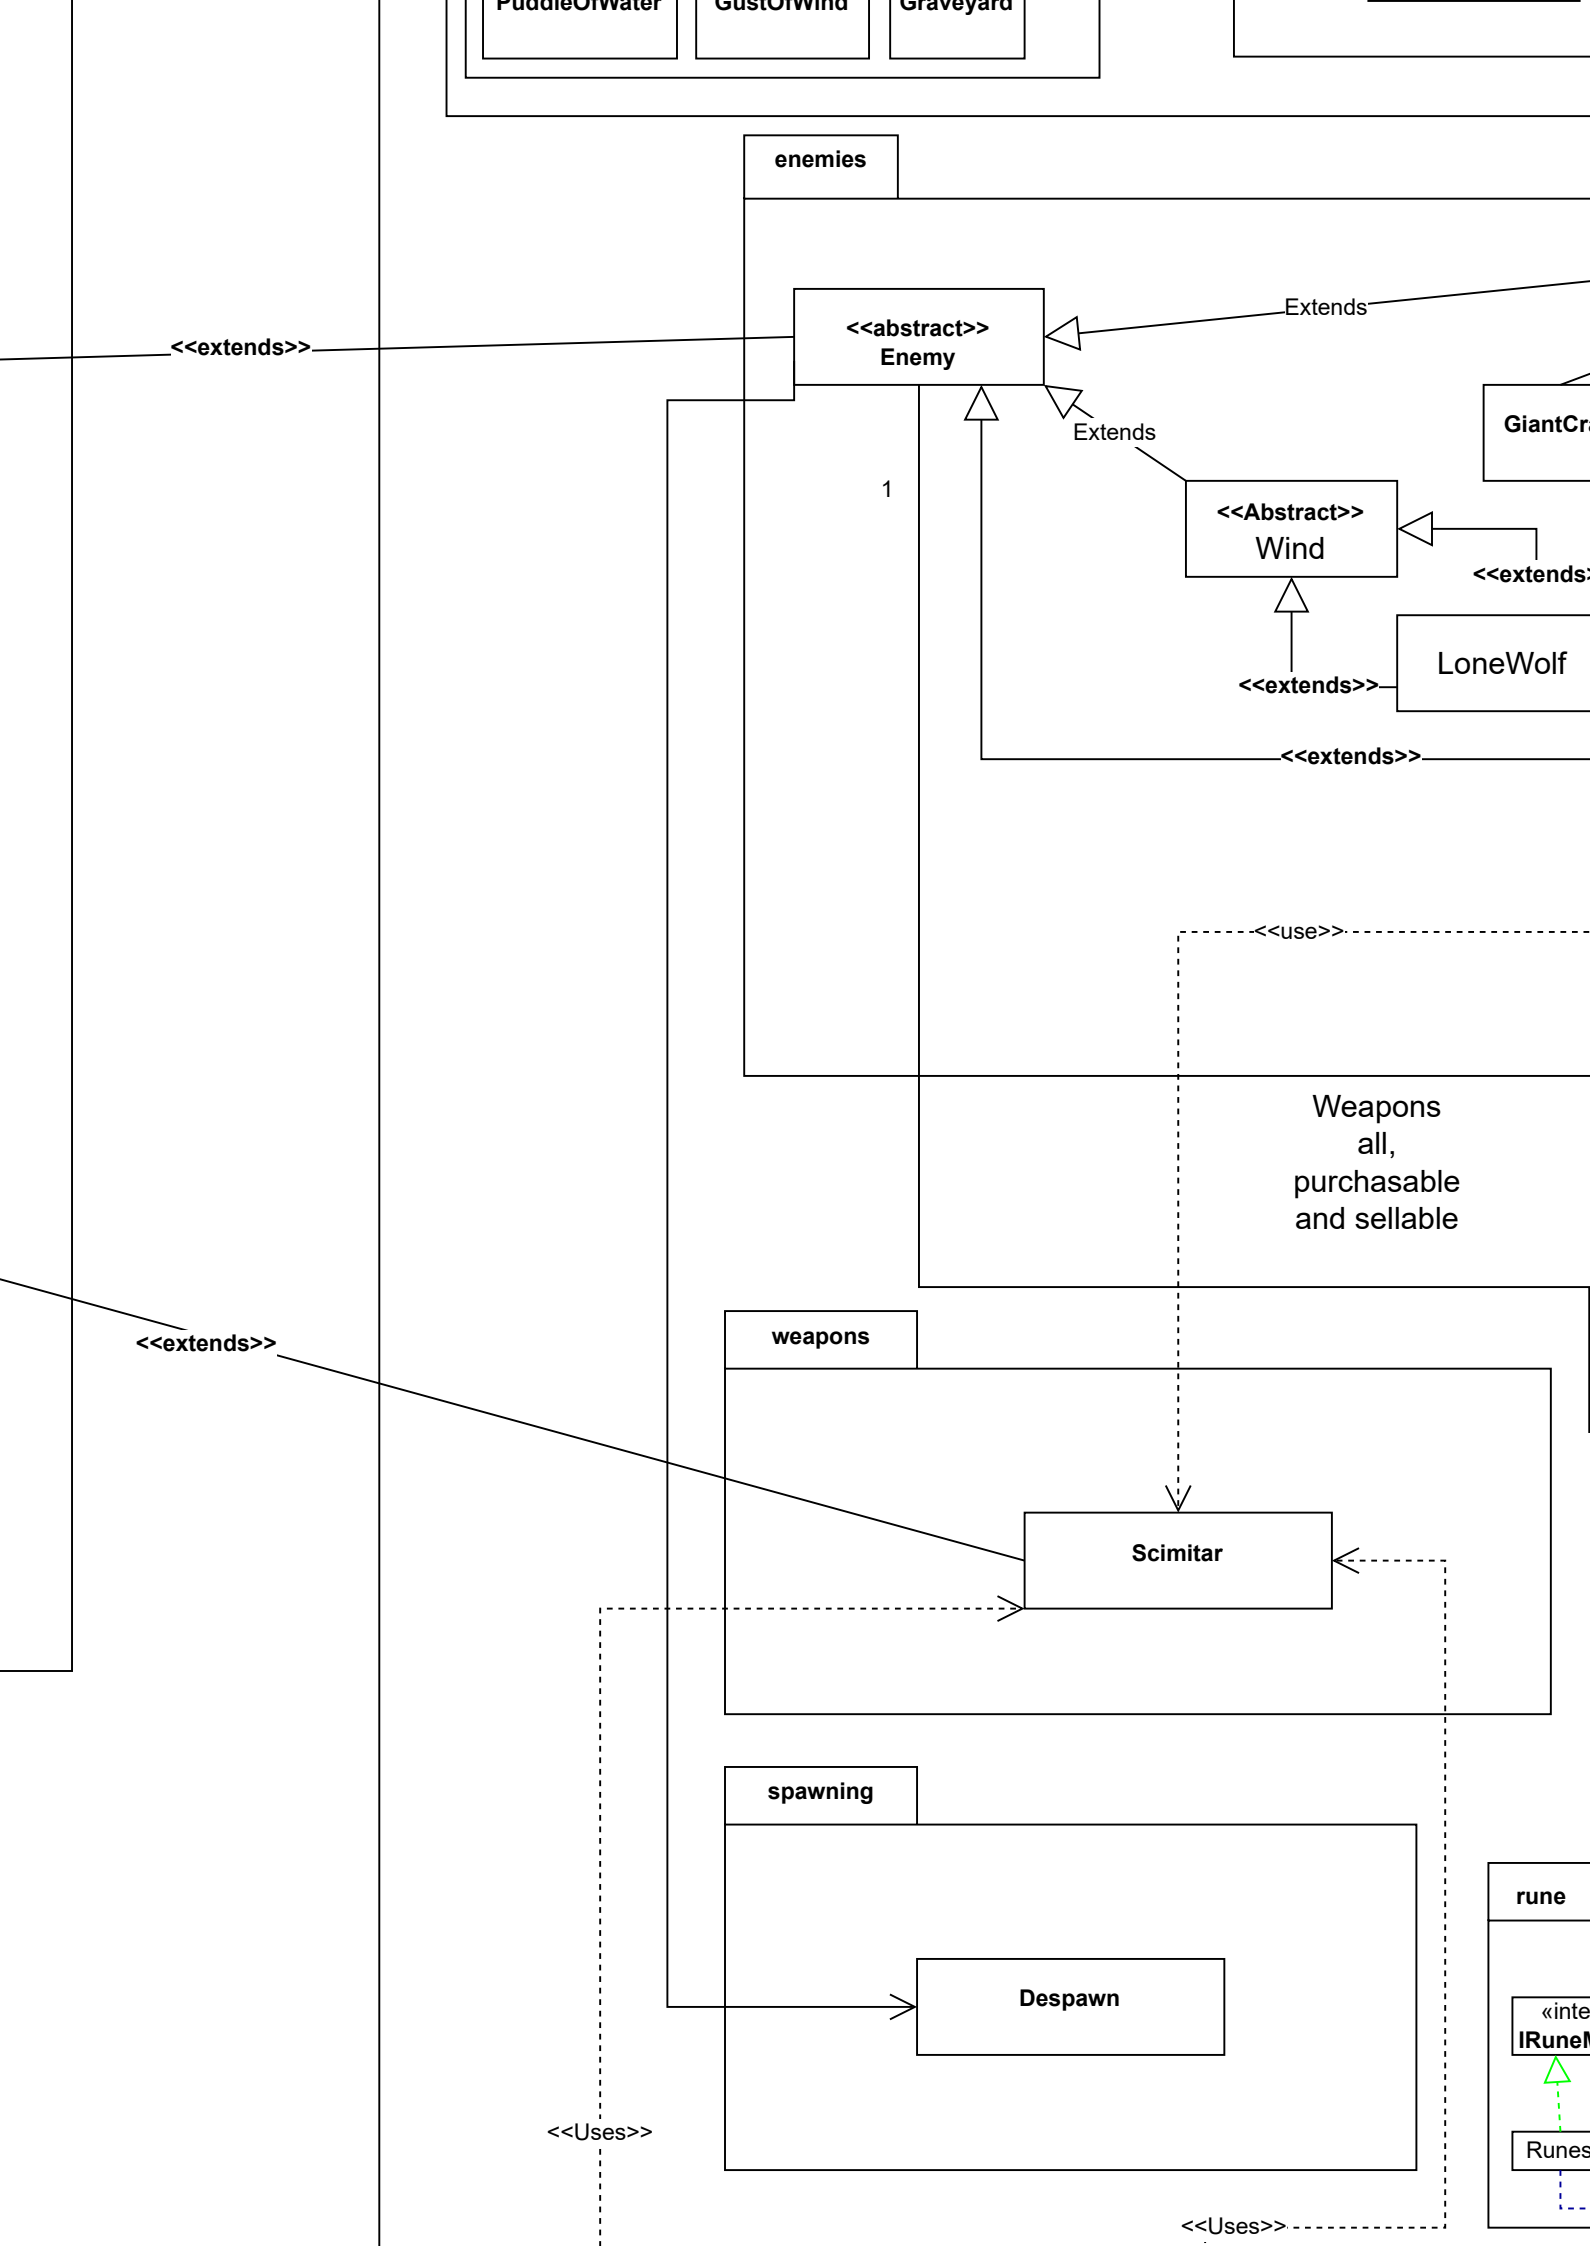 PuddleOfWater
GustOfWind
Graveyard
enemies
Extends
<<abstract>>
Enemy
<<extends>>
Extends
1
<<Abstract>>
Wind
<<extends>
LoneWolf
<<extends>>
<<extends>>
<<use>>
Weapons
all,
purchasable
and sellable
weapons
<<extends>>
Scimitar
spawning
rune
Despawn
<<Uses>>
Runes
<<Uses>>